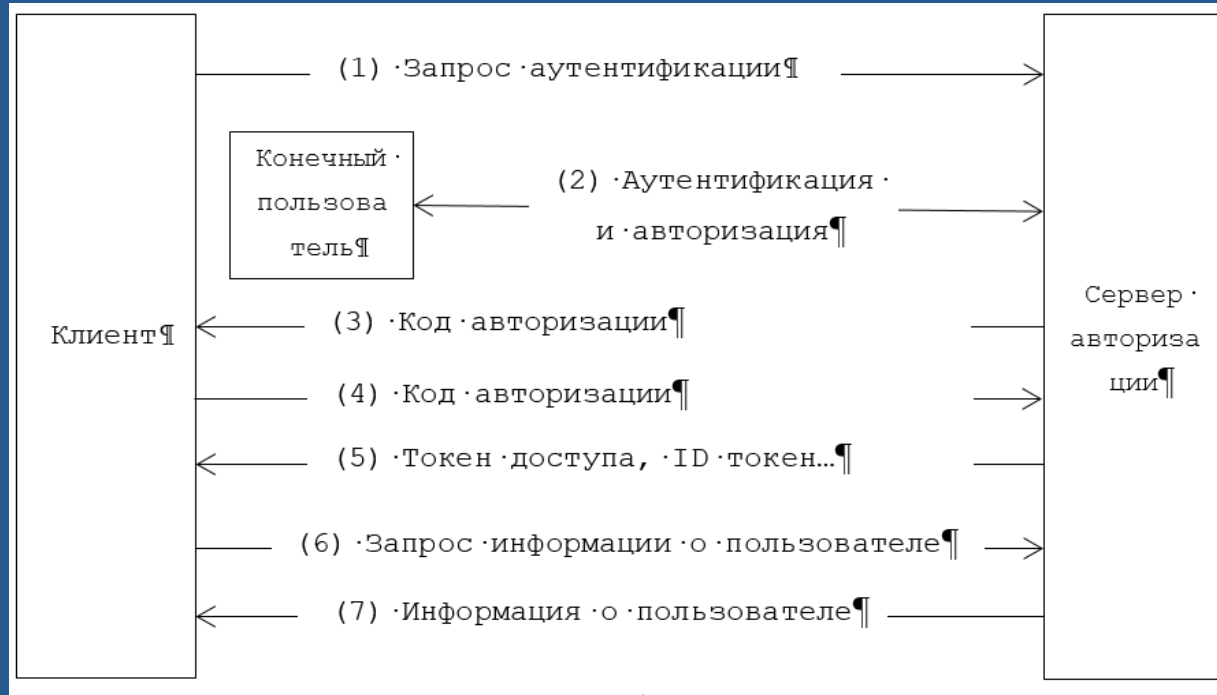 (1) ·Запрос·аутентификации¶
Конечный·
пользова
тель¶
(2) ·Аутентификация·
и·авторизация¶
Клиент¶
(3) ·Код·авторизации¶
Сервер·
авториза
ции¶
(4) ·Код·авторизации¶
(5) ·Токен·доступа,·ID·токен…¶
(6) ·Запрос·информации·о·пользователе¶
(7) ·Информация·о·пользователе¶